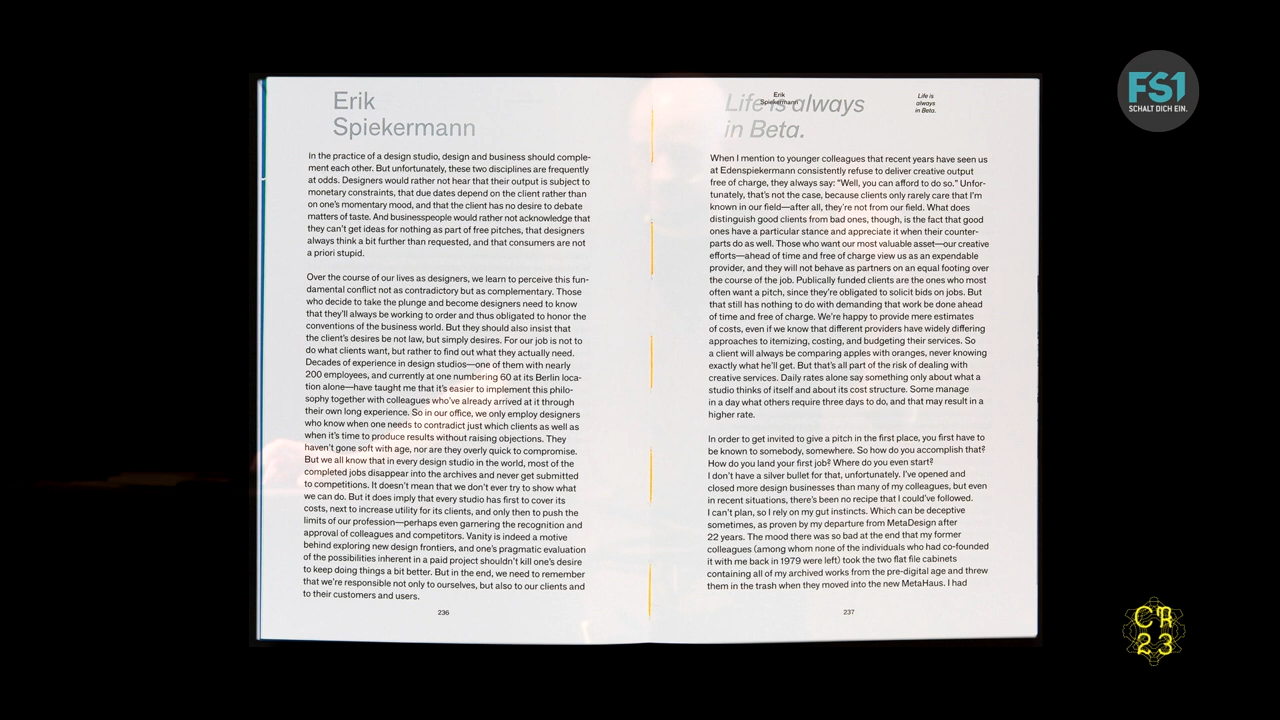 Erik
Spiekermann
In the practice of a design studio, design and business should comple-
ment each other. But unfortunately, these two disciplines are frequently
at odds. Designers would rather not hear that their output is subject to
monetary constraints, that due dates depend on the client rather than
on one's momentary mood, and that the client has no desire to debate
matters of taste. And businesspeople would rather not acknowledge that
they can't get ideas for nothing as part of free pitches, that designers
always think a bit further than requested, and that consumers are not
a priori stupid.
Over the course of our lives as designers, we learn to perceive this fun-
damental conflict not as contradictory but as complementary. Those
who decide to take the plunge and become designers need to know
that they'll always be working to order and thus obligated to honor the
conventions of the business world. But they should also insist that
the client's desires be not law, but simply desires. For our job is not to
do what clients want, but rather to find out what they actually need.
Decades of experience in design studios—one of them with nearly
200 employees, and currently at one numbering 60 at its Berlin loca-
tion alone—have taught me that it's easier to implement this philo-
sophy together with colleagues who've already arrived at it through
their own long experience. So in our office, we only employ designers
who know when one needs to contradict just which clients as well as
when it's time to produce results without raising objections. They
haven't gone soft with age, nor are they overly quick to compromise.
But we all know that in every design studio in the world, most of the
completed jobs disappear into the archives and never get submitted
to competitions. It doesn't mean that we don't ever try to show what
we can do. But it does imply that every studio has first to cover its
costs, next to increase utility for its clients, and only then to push the
limits of our profession—perhaps even garnering the recognition and
approval of colleagues and competitors. Vanity is indeed a motive
behind exploring new design frontiers, and one's pragmatic evaluation
of the possibilities inherent in a paid project shouldn't kill one's desire
to keep doing things a bit better. But in the end, we need to remember
that we're responsible not only to ourselves, but also to our clients and
to their customers and users.
236
Life is always
in Beta.
Erik
Spiekermann
Life is
always
in Beta.
When I mention to younger colleagues that recent years have seen us
at Edenspiekermann consistently refuse to deliver creative output
free of charge, they always say: "Well, you can afford to do so." Unfor-
tunately, that's not the case, because clients only rarely care that I'm
known in our field—after all, they're not from our field. What does
distinguish good clients from bad ones, though, is the fact that good
ones have a particular stance and appreciate it when their counter-
parts do as well. Those who want our most valuable asset—our creative
efforts—ahead of time and free of charge view us as an expendable
provider, and they will not behave as partners on an equal footing over
the course of the job. Publically funded clients are the ones who most
often want a pitch, since they're obligated to solicit bids on jobs. But
that still has nothing to do with demanding that work be done ahead
of time and free of charge. We're happy to provide mere estimates
of costs, even if we know that different providers have widely differing
approaches to itemizing, costing, and budgeting their services. So
a client will always be comparing apples with oranges, never knowing
exactly what he'll get. But that's all part of the risk of dealing with
creative services. Daily rates alone say something only about what a
studio thinks of itself and about its cost structure. Some manage
in a day what others require three days to do, and that may result in a
higher rate.
In order to get invited to give a pitch in the first place, you first have to
be known to somebody, somewhere. So how do you accomplish that?
How do you land your first job? Where do you even start?
I don't have a silver bullet for that, unfortunately. I've opened and
closed more design businesses than many of my colleagues, but even
in recent situations, there's been no recipe that I could've followed.
I can't plan, so I rely on my gut instincts. Which can be deceptive
sometimes, as proven by my departure from MetaDesign after
22 years. The mood there was so bad at the end that my former
colleagues (among whom none of the individuals who had co-founded
it with me back in 1979 were left) took the two flat file cabinets
containing all of my archived works from the pre-digital age and threw
them in the trash when they moved into the new MetaHaus. I had
237
FS1
SCHALT DICH EIN.
CR
23